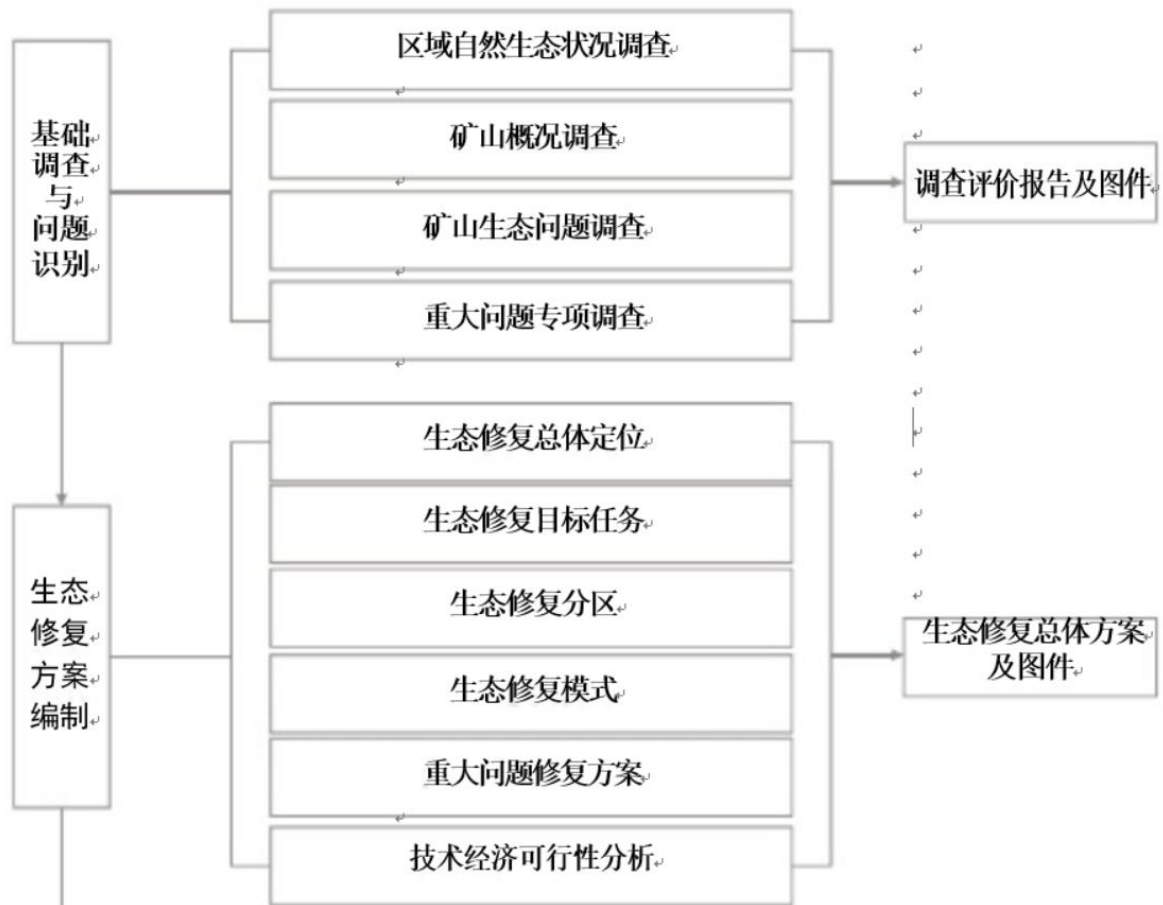 基础
调查
与
问题
识别
区域自然生态状况调查
矿山概况调查
矿山生态问题调查
重大问题专项调查
调查评价报告及图件
生态
修复
方案
编制
生态修复总体定位
生态修复目标任务
生态修复分区
生态修复模式
重大问题修复方案
技术经济可行性分析
生态修复总体方案
及图件